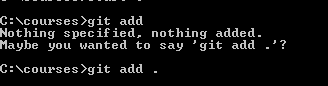 C:\courses>git add
Nothing specified, nothing added.
Maybe you wanted to say 'git add .'?
C:\courses>git add .